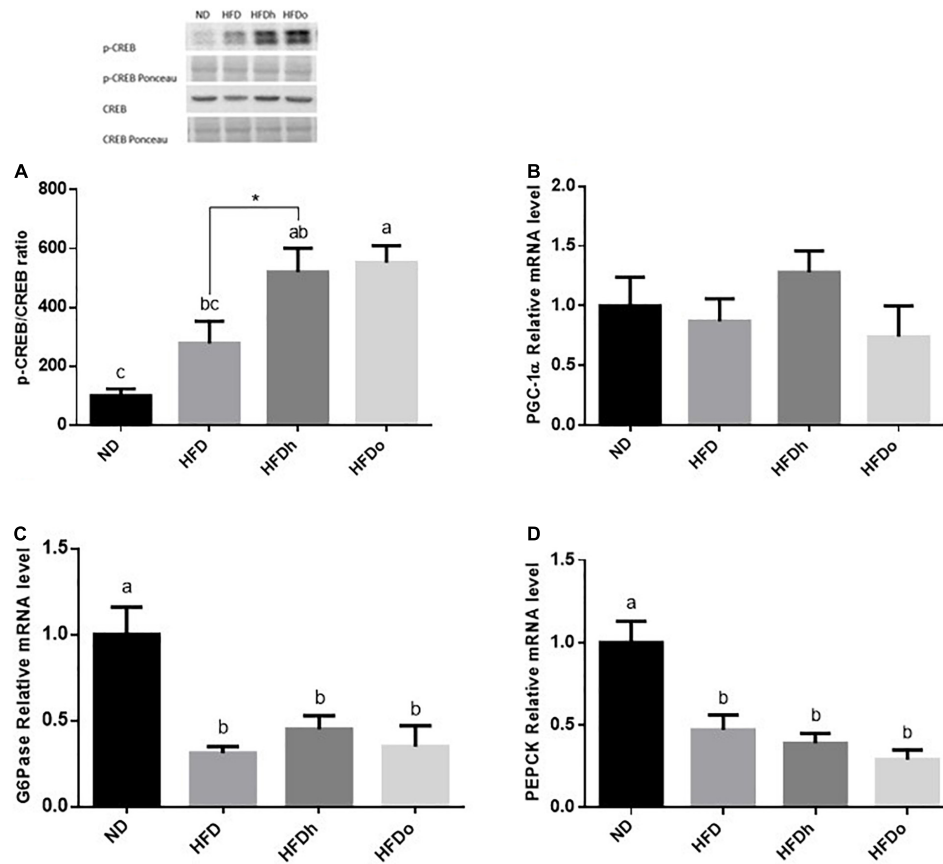 ND HFD HFDh HFDo
p-CREB
p-CREB Ponceau
CREB
CREB Ponceau
A
p-CREB/CREB ratio
800
600
400
200
0
c
bc
*
ab
a
ND
HFD
HFDh
HFDo
B
PGC-1α Relative mRNA level
2.0
1.5
1.0
0.5
0.0
ND
HFD
HFDh
HFDo
C
G6Pase Relative mRNA level
1.5
1.0
0.5
0.0
a
b
b
b
ND
HFD
HFDh
HFDo
D
PEPCK Relative mRNA level
1.5
1.0
0.5
0.0
a
b
b
b
ND
HFD
HFDh
HFDo